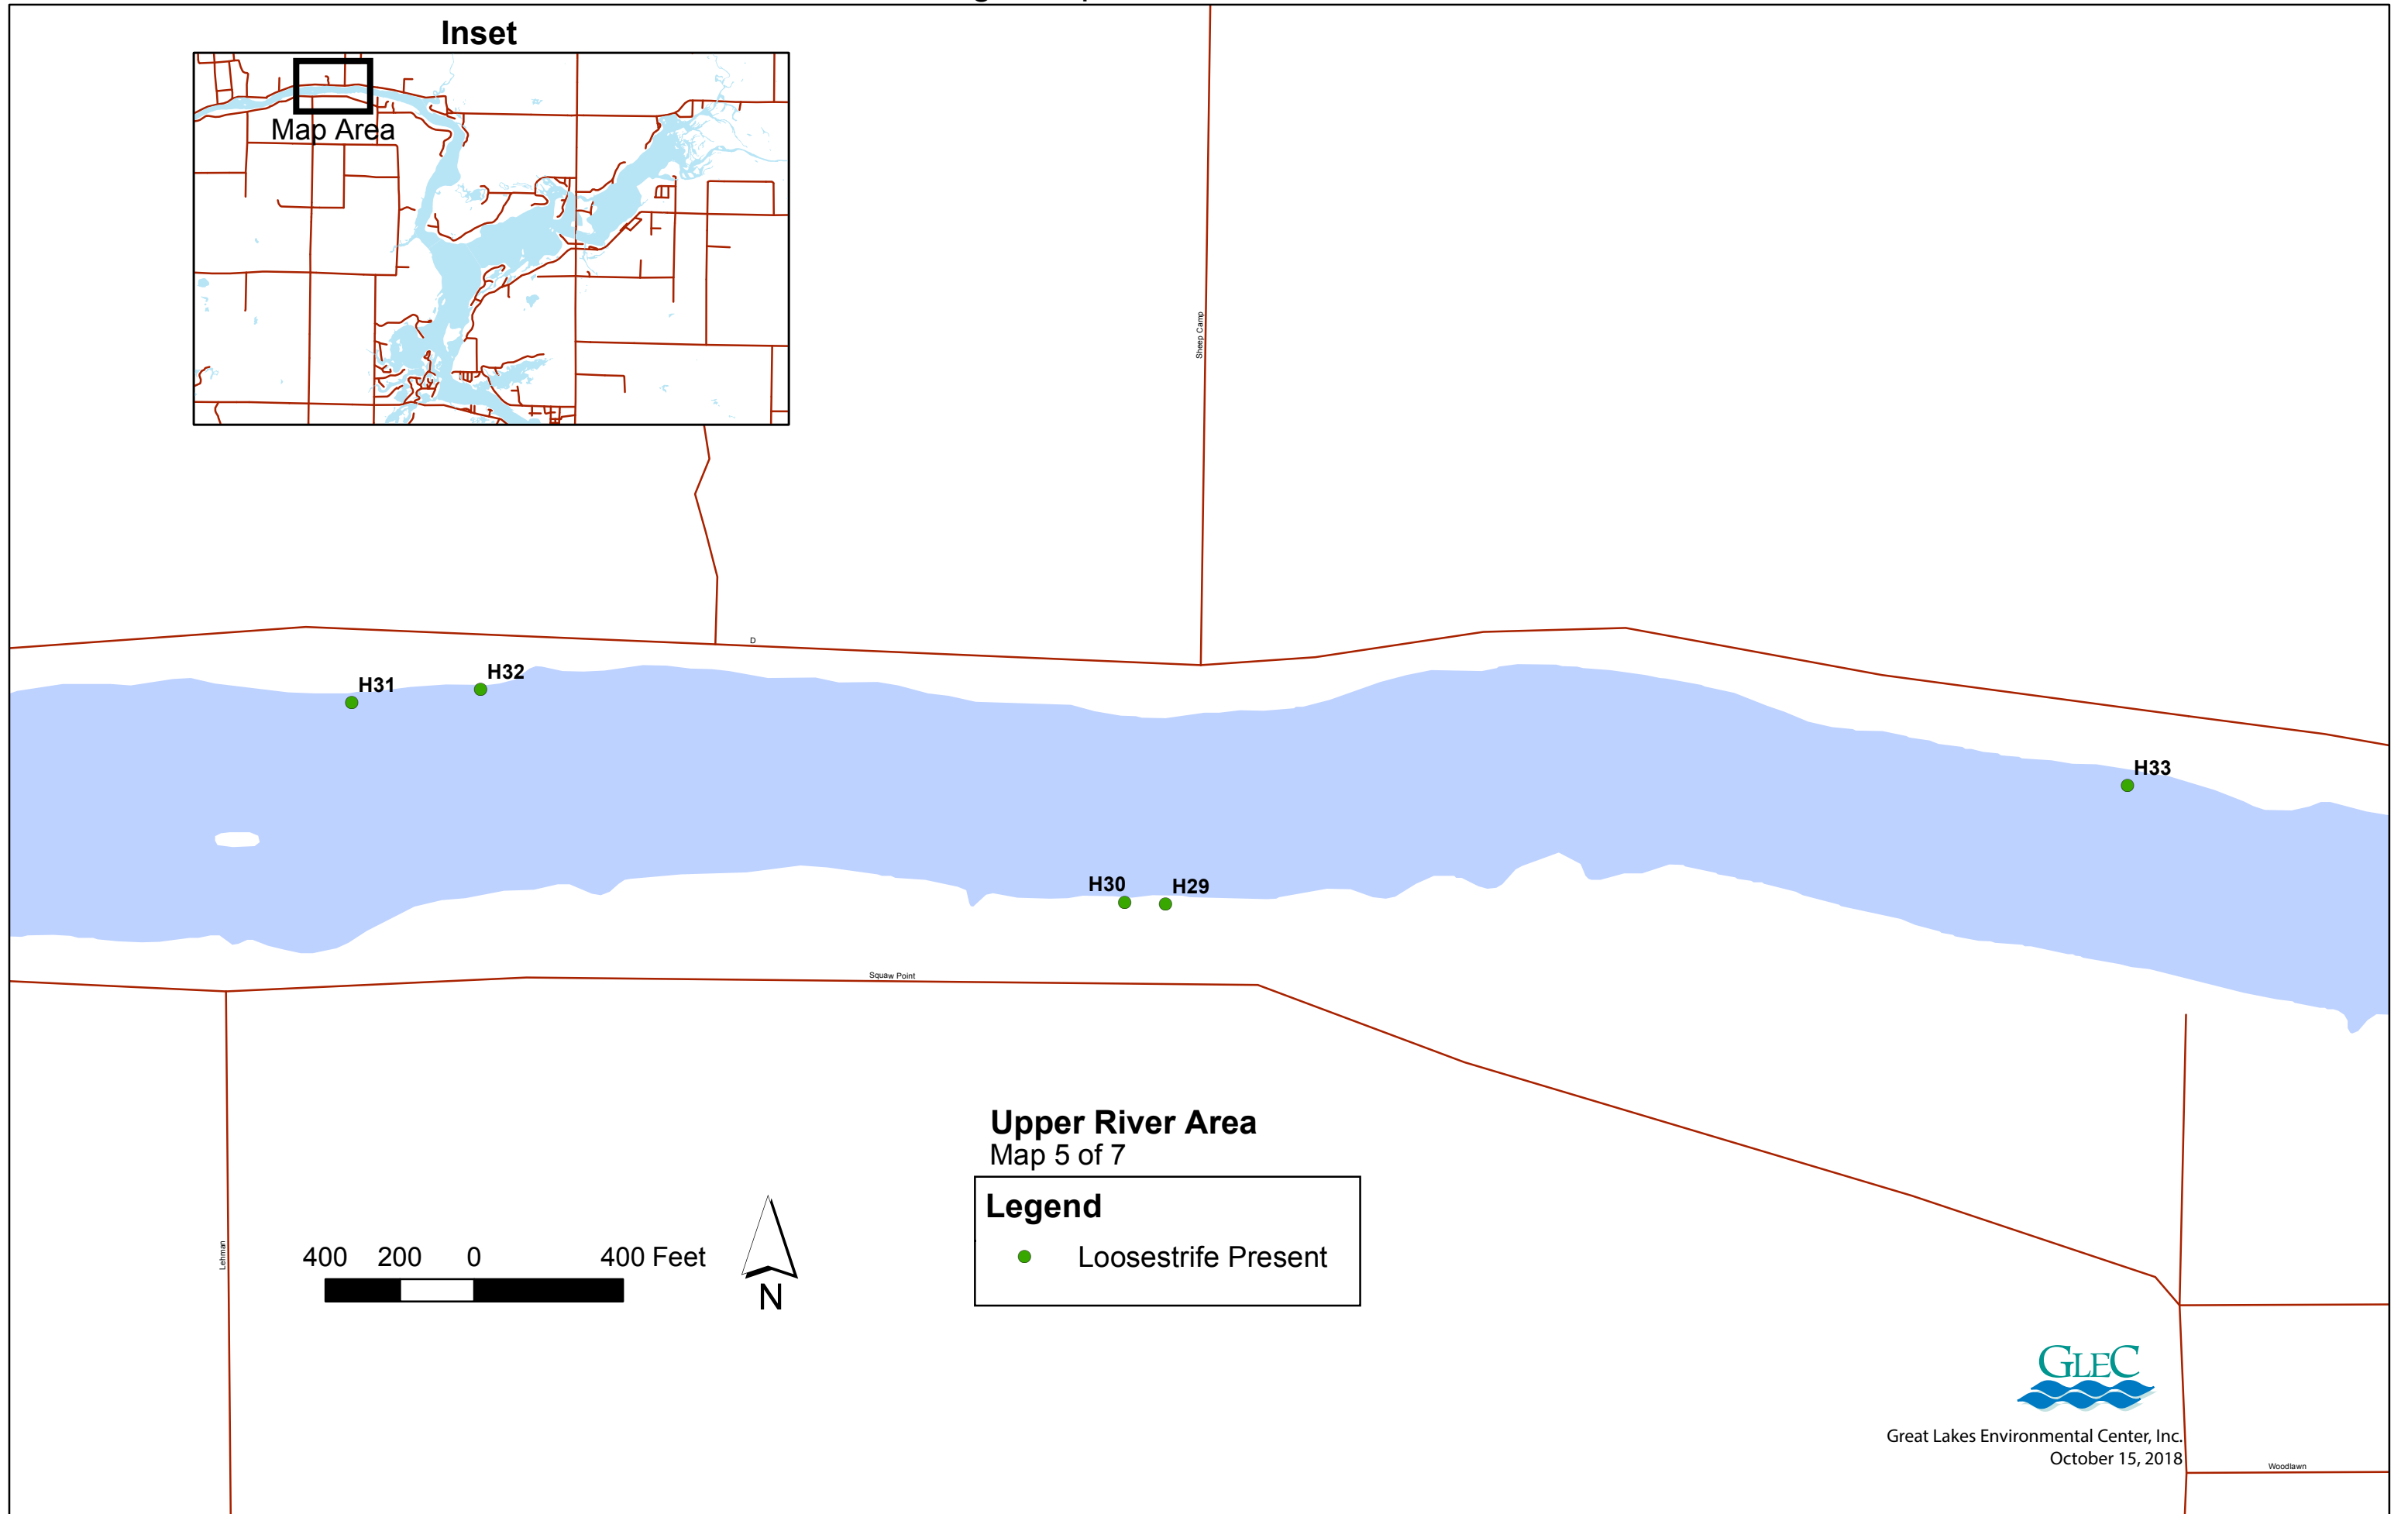 Inset
Map Area
Sheep Camp
D
H31
H32
H33
H30
H29
Squaw Point
Lehman
Upper River Area
Map 5 of 7
Legend
Loosestrife Present
400 200 0 400 Feet
N
GLEC
Great Lakes Environmental Center, Inc.
October 15, 2018
Woodlawn